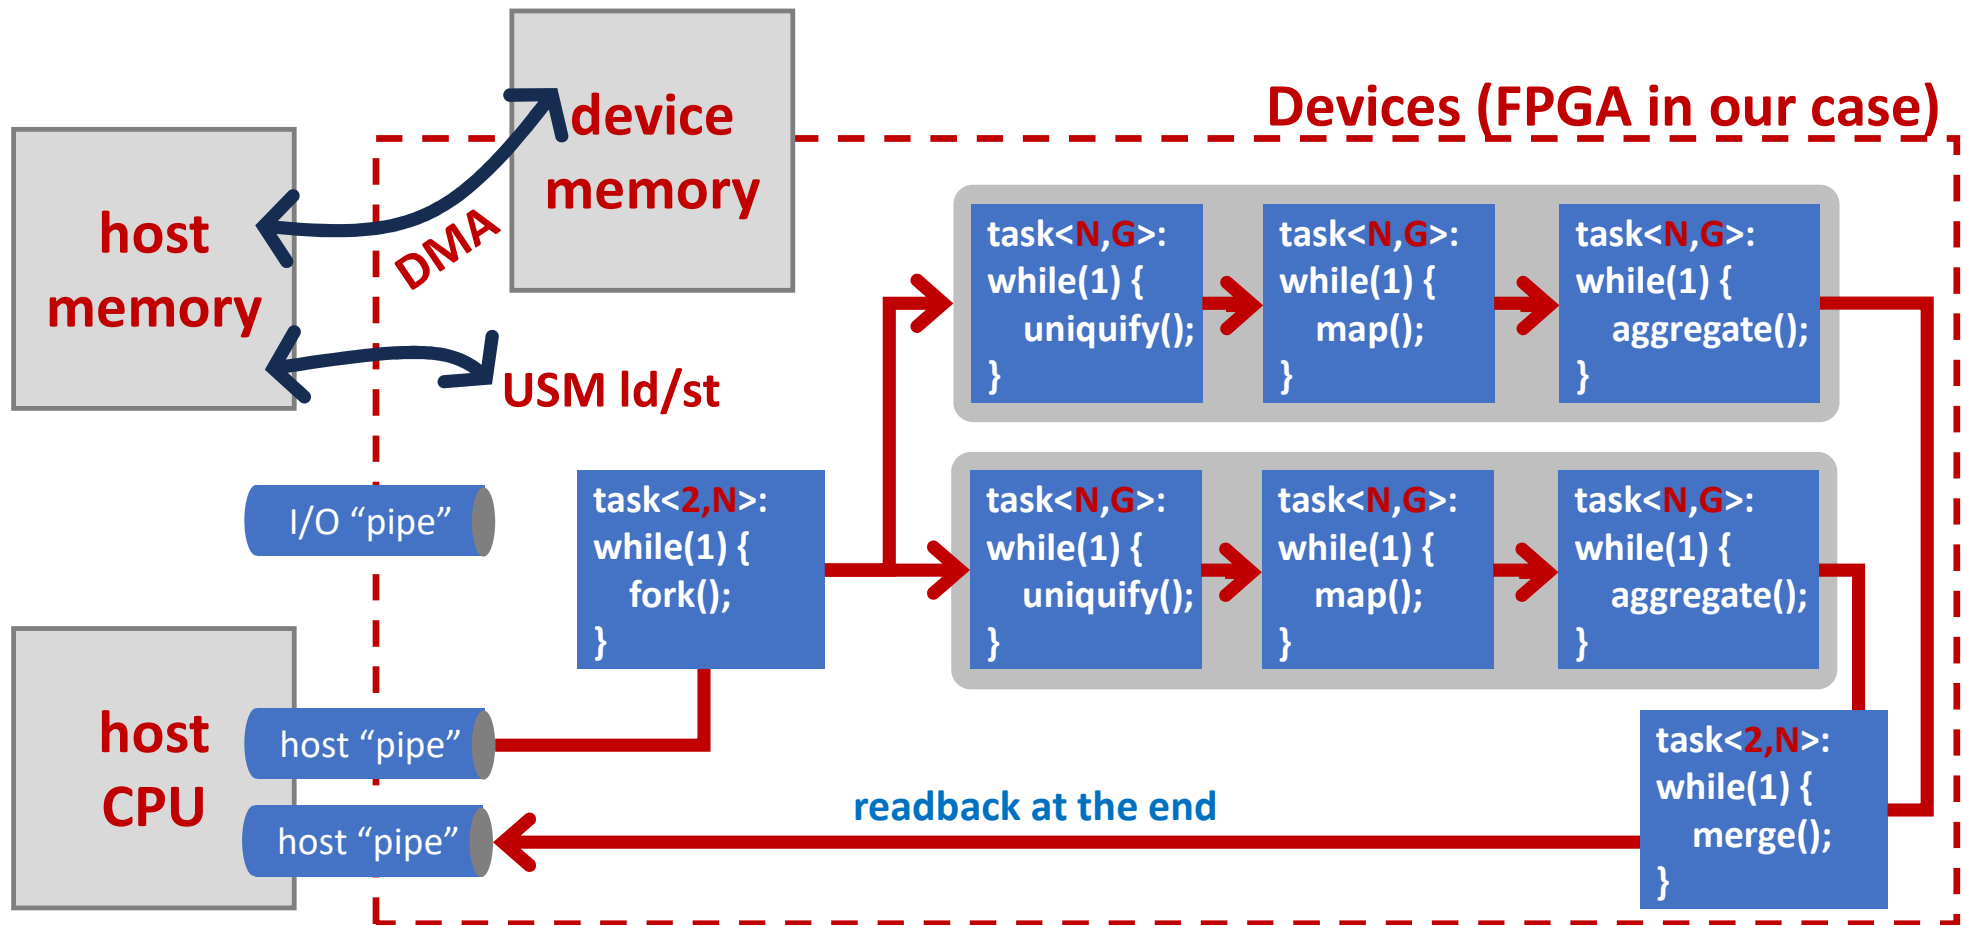 device
memory
Devices (FPGA in our case)
host
memory
DMA
USM ld/st
task<N,G>:
while(1) {
uniquify();
}
task<N,G>:
while(1) {
map();
}
task<N,G>:
while(1) {
aggregate();
}
I/O “pipe”
task<2,N>:
while(1) {
fork();
}
task<N,G>:
while(1) {
uniquify();
}
task<N,G>:
while(1) {
map();
}
task<N,G>:
while(1) {
aggregate();
}
host
CPU
host “pipe”
host “pipe”
readback at the end
task<2,N>:
while(1) {
merge();
}